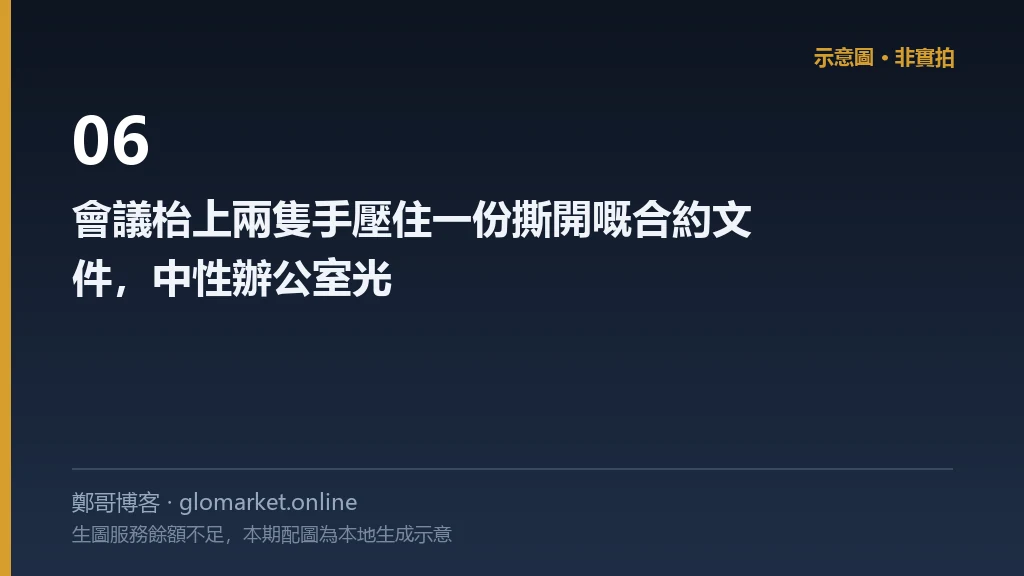 示意圖·非實拍
06
會議枱上兩隻手壓住一份撕開嘅合約文
件，中性辦公室光
鄭哥博客 · glomarket.online
生圖服務餘額不足，本期配圖為本地生成示意